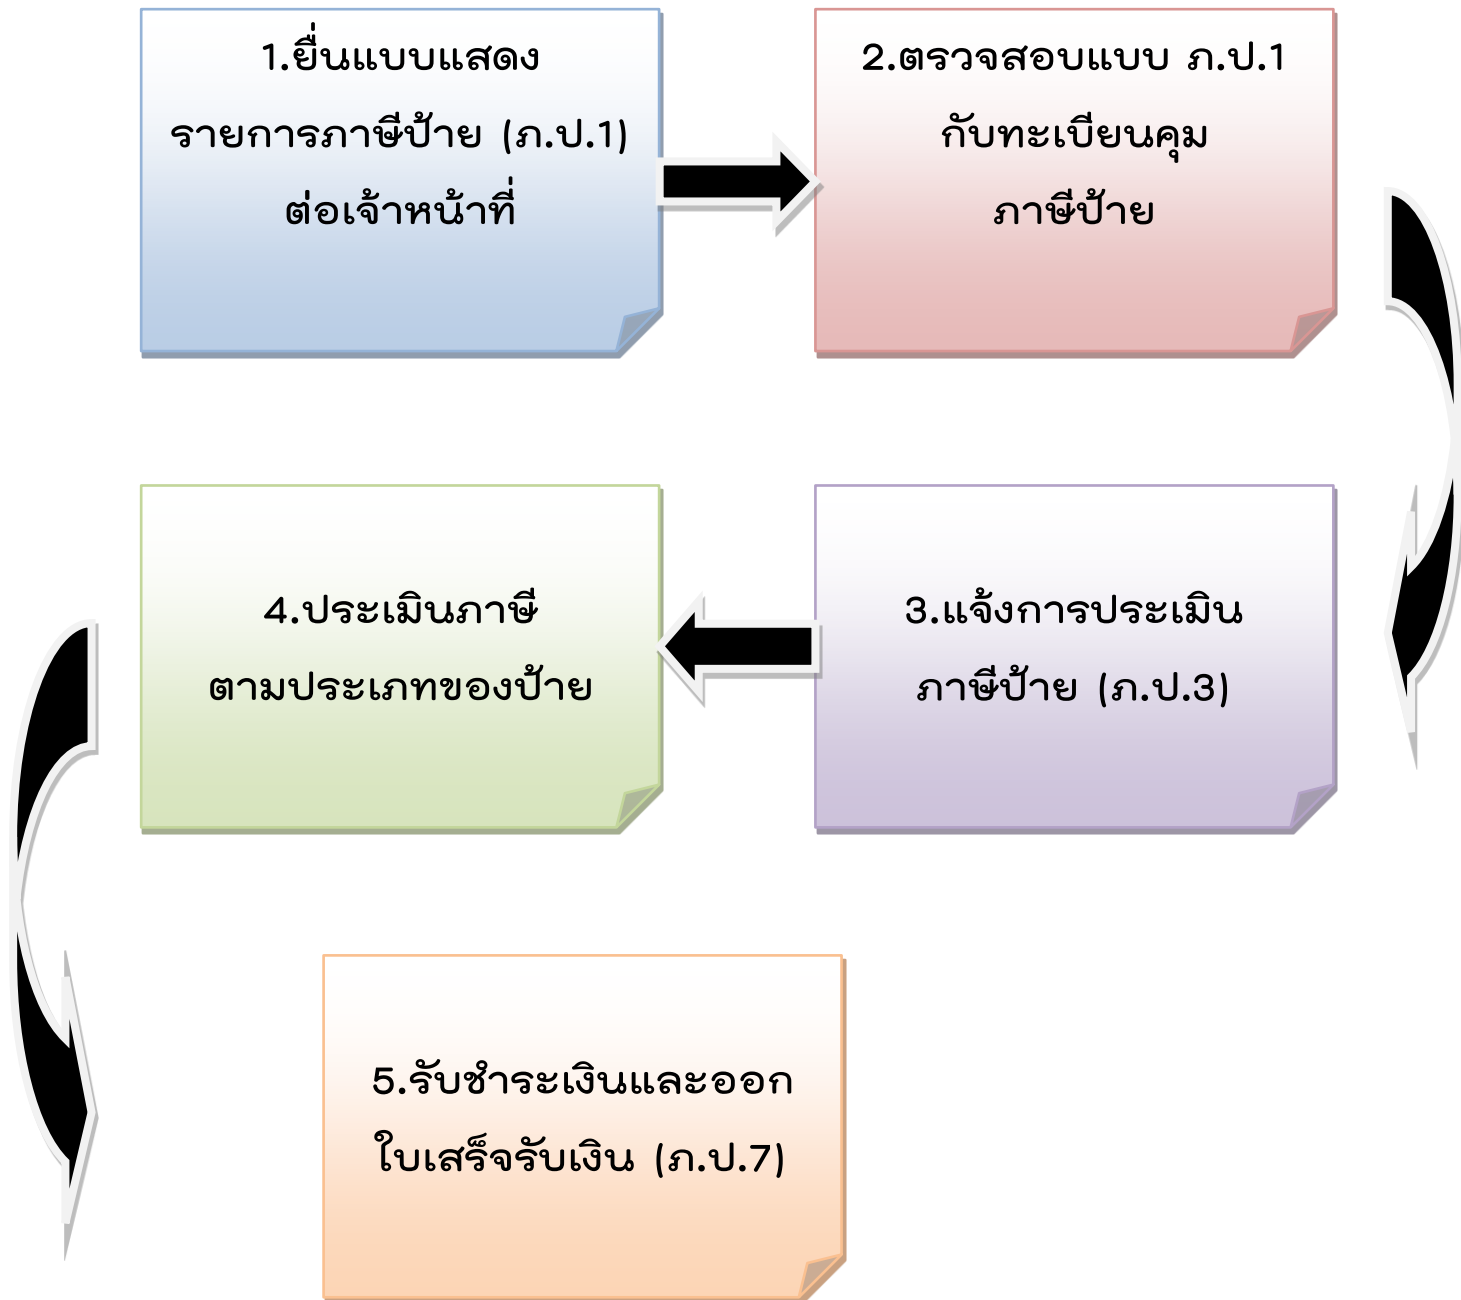 1.ยื่นแบบแสดง
รายการภาษีป้าย (ภ.ป.1)
ต่อเจ้าหน้าที่
2.ตรวจสอบแบบ ภ.ป.1
กับทะเบียนคุม
ภาษีป้าย
3.แจ้งการประเมิน
ภาษีป้าย (ภ.ป.3)
4.ประเมินภาษี
ตามประเภทของป้าย
5.รับชำระเงินและออก
ใบเสร็จรับเงิน (ภ.ป.7)